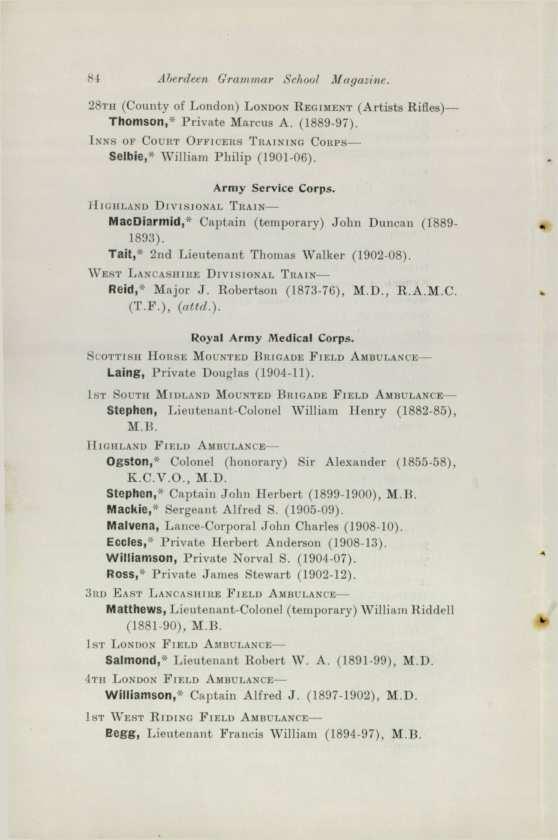 84 Aberdeen Grammar School Magazine.
28TH (County of London) LONDON REGIMENT (Artists Rifles)—
Thomson,* Private Marcus A. (1889-97).
INNS OF COURT OFFICERS TRAINING CORPS—
Selbie,* William Philip (1901-06).
Army Service Corps.
HIGHLAND DIVISIONAL TRAIN—
MacDiarmid,* Captain (temporary) John Duncan (1889-
1893).
Tait,* 2nd Lieutenant Thomas Walker (1902-08).
WEST LANCASHIRE DIVISIONAL TRAIN—
Reid,* Major J. Robertson (1873-76), M.D., R.A.M.C.
(T.F.), (attd.).
Royal Army Medical Corps.
SCOTTISH HORSE MOUNTED BRIGADE FIELD AMBULANCE—
Laing, Private Douglas (1904-11).
1ST SOUTH MIDLAND MOUNTED BRIGADE FIELD AMBULANCE—
Stephen, Lieutenant-Colonel William Henry (1882-85),
M.B.
HIGHLAND FIELD AMBULANCE—
Ogston,* Colonel (honorary) Sir Alexander (1855-58),
K.C.V.O., M.D.
Stephen,* Captain John Herbert (1899-1900), M.B.
Mackie,* Sergeant Alfred S. (1905-09).
Malvena, Lance-Corporal John Charles (1908-10).
Eccles,* Private Herbert Anderson (1908-13).
Williamson, Private Norval S. (1904-07).
Ross,* Private James Stewart (1902-12).
3RD EAST LANCASHIRE FIELD AMBULANCE—
Matthews, Lieutenant-Colonel (temporary) William Riddell
(1881-90), M.B.
1ST LONDON FIELD AMBULANCE—
Salmond,* Lieutenant Robert W. A. (1891-99), M.D.
4TH LONDON FIELD AMBULANCE—
Williamson,* Captain Alfred J. (1897-1902), M.D.
1ST WEST RIDING FIELD AMBULANCE—
Begg, Lieutenant Francis William (1894-97), M.B.